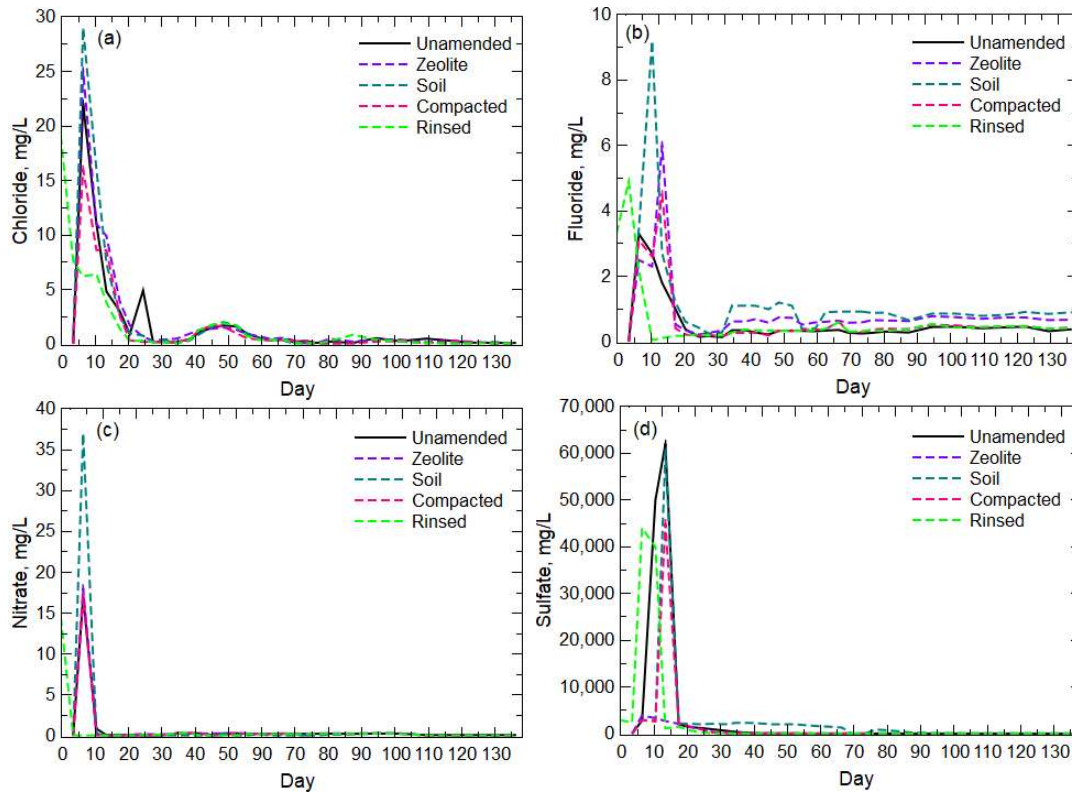 (a)
Unamended
Zeolite
Soil
Compacted
Rinsed
30
25
20
15
10
5
0
Chloride, mg/L
0 10 20 30 40 50 60 70 80 90 100 110 120 130
Day
(b)
Unamended
Zeolite
Soil
Compacted
Rinsed
10
8
6
4
2
0
Fluoride, mg/L
0 10 20 30 40 50 60 70 80 90 100 110 120 130
Day
(c)
Unamended
Zeolite
Soil
Compacted
Rinsed
40
35
30
25
20
15
10
5
0
Nitrate, mg/L
0 10 20 30 40 50 60 70 80 90 100 110 120 130
Day
(d)
Unamended
Zeolite
Soil
Compacted
Rinsed
70,000
60,000
50,000
40,000
30,000
20,000
10,000
0
Sulfate, mg/L
0 10 20 30 40 50 60 70 80 90 100 110 120 130
Day